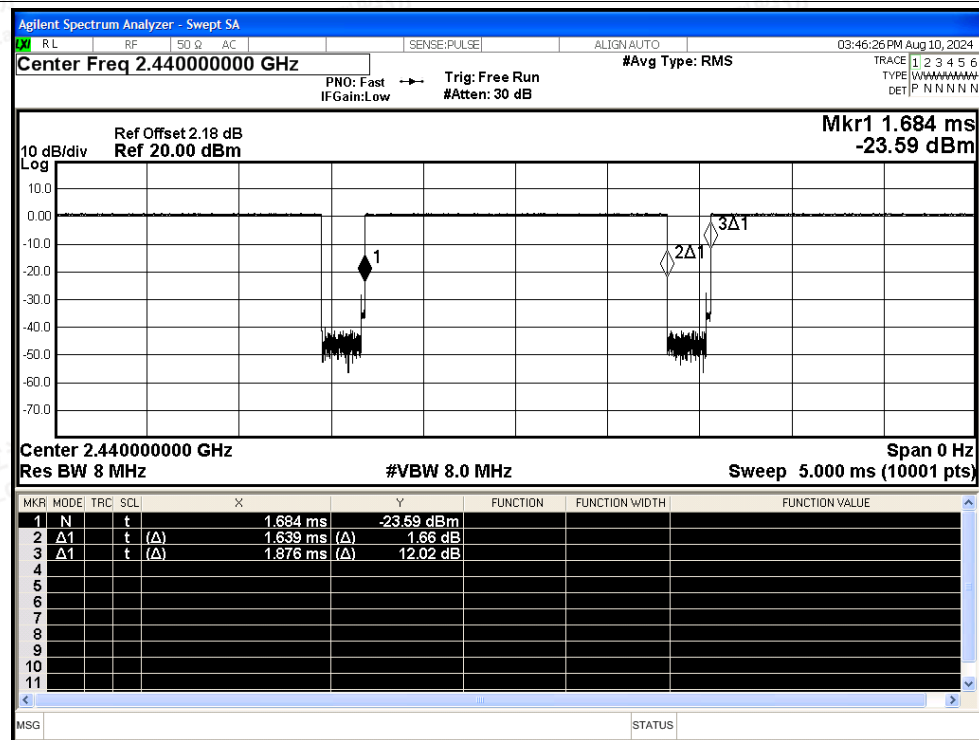 Agilent Spectrum Analyzer - Swept SA
LXI RL RF 50 Ω AC SENSE:PULSE ALIGN AUTO 03:46:26 PM Aug 10, 2024
Center Freq 2.440000000 GHz #Avg Type: RMS TRACE 1 2 3 4 5 6
PNO: Fast Trig: Free Run TYPE WWWWWW
IFGain:Low #Atten: 30 dB DET P N N N N N
Mkr1 1.684 ms
Ref Offset 2.18 dB
10 dB/div Ref 20.00 dBm -23.59 dBm
Log
10.0
0.00
3Δ1
-10.0
2Δ1
1
-20.0
-30.0
-40.0
-50.0
-60.0
-70.0
Center 2.440000000 GHz Span 0 Hz
Res BW 8 MHz #VBW 8.0 MHz Sweep 5.000 ms (10001 pts)
MKR MODE TRC SCL X Y FUNCTION FUNCTION WIDTH FUNCTION VALUE
1 N t 1.684 ms -23.59 dBm
2 Δ1 t (Δ) 1.639 ms (Δ) 1.66 dB
3 Δ1 t (Δ) 1.876 ms (Δ) 12.02 dB
4
5
6
7
8
9
10
11
MSG STATUS